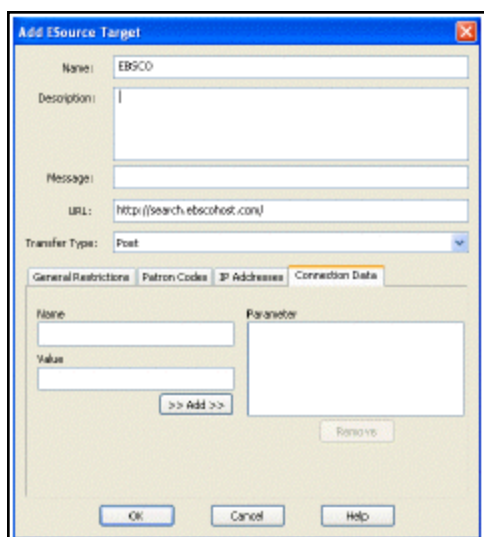 Add ESource Target
Name: EBSCO
Description:
Message:
URL: http://search.ebscohost.com/
Transfer Type: Post
General Restrictions Patron Codes IP Addresses Connection Data
Name Parameter
Value
>> Add >>
Remove
OK Cancel Help